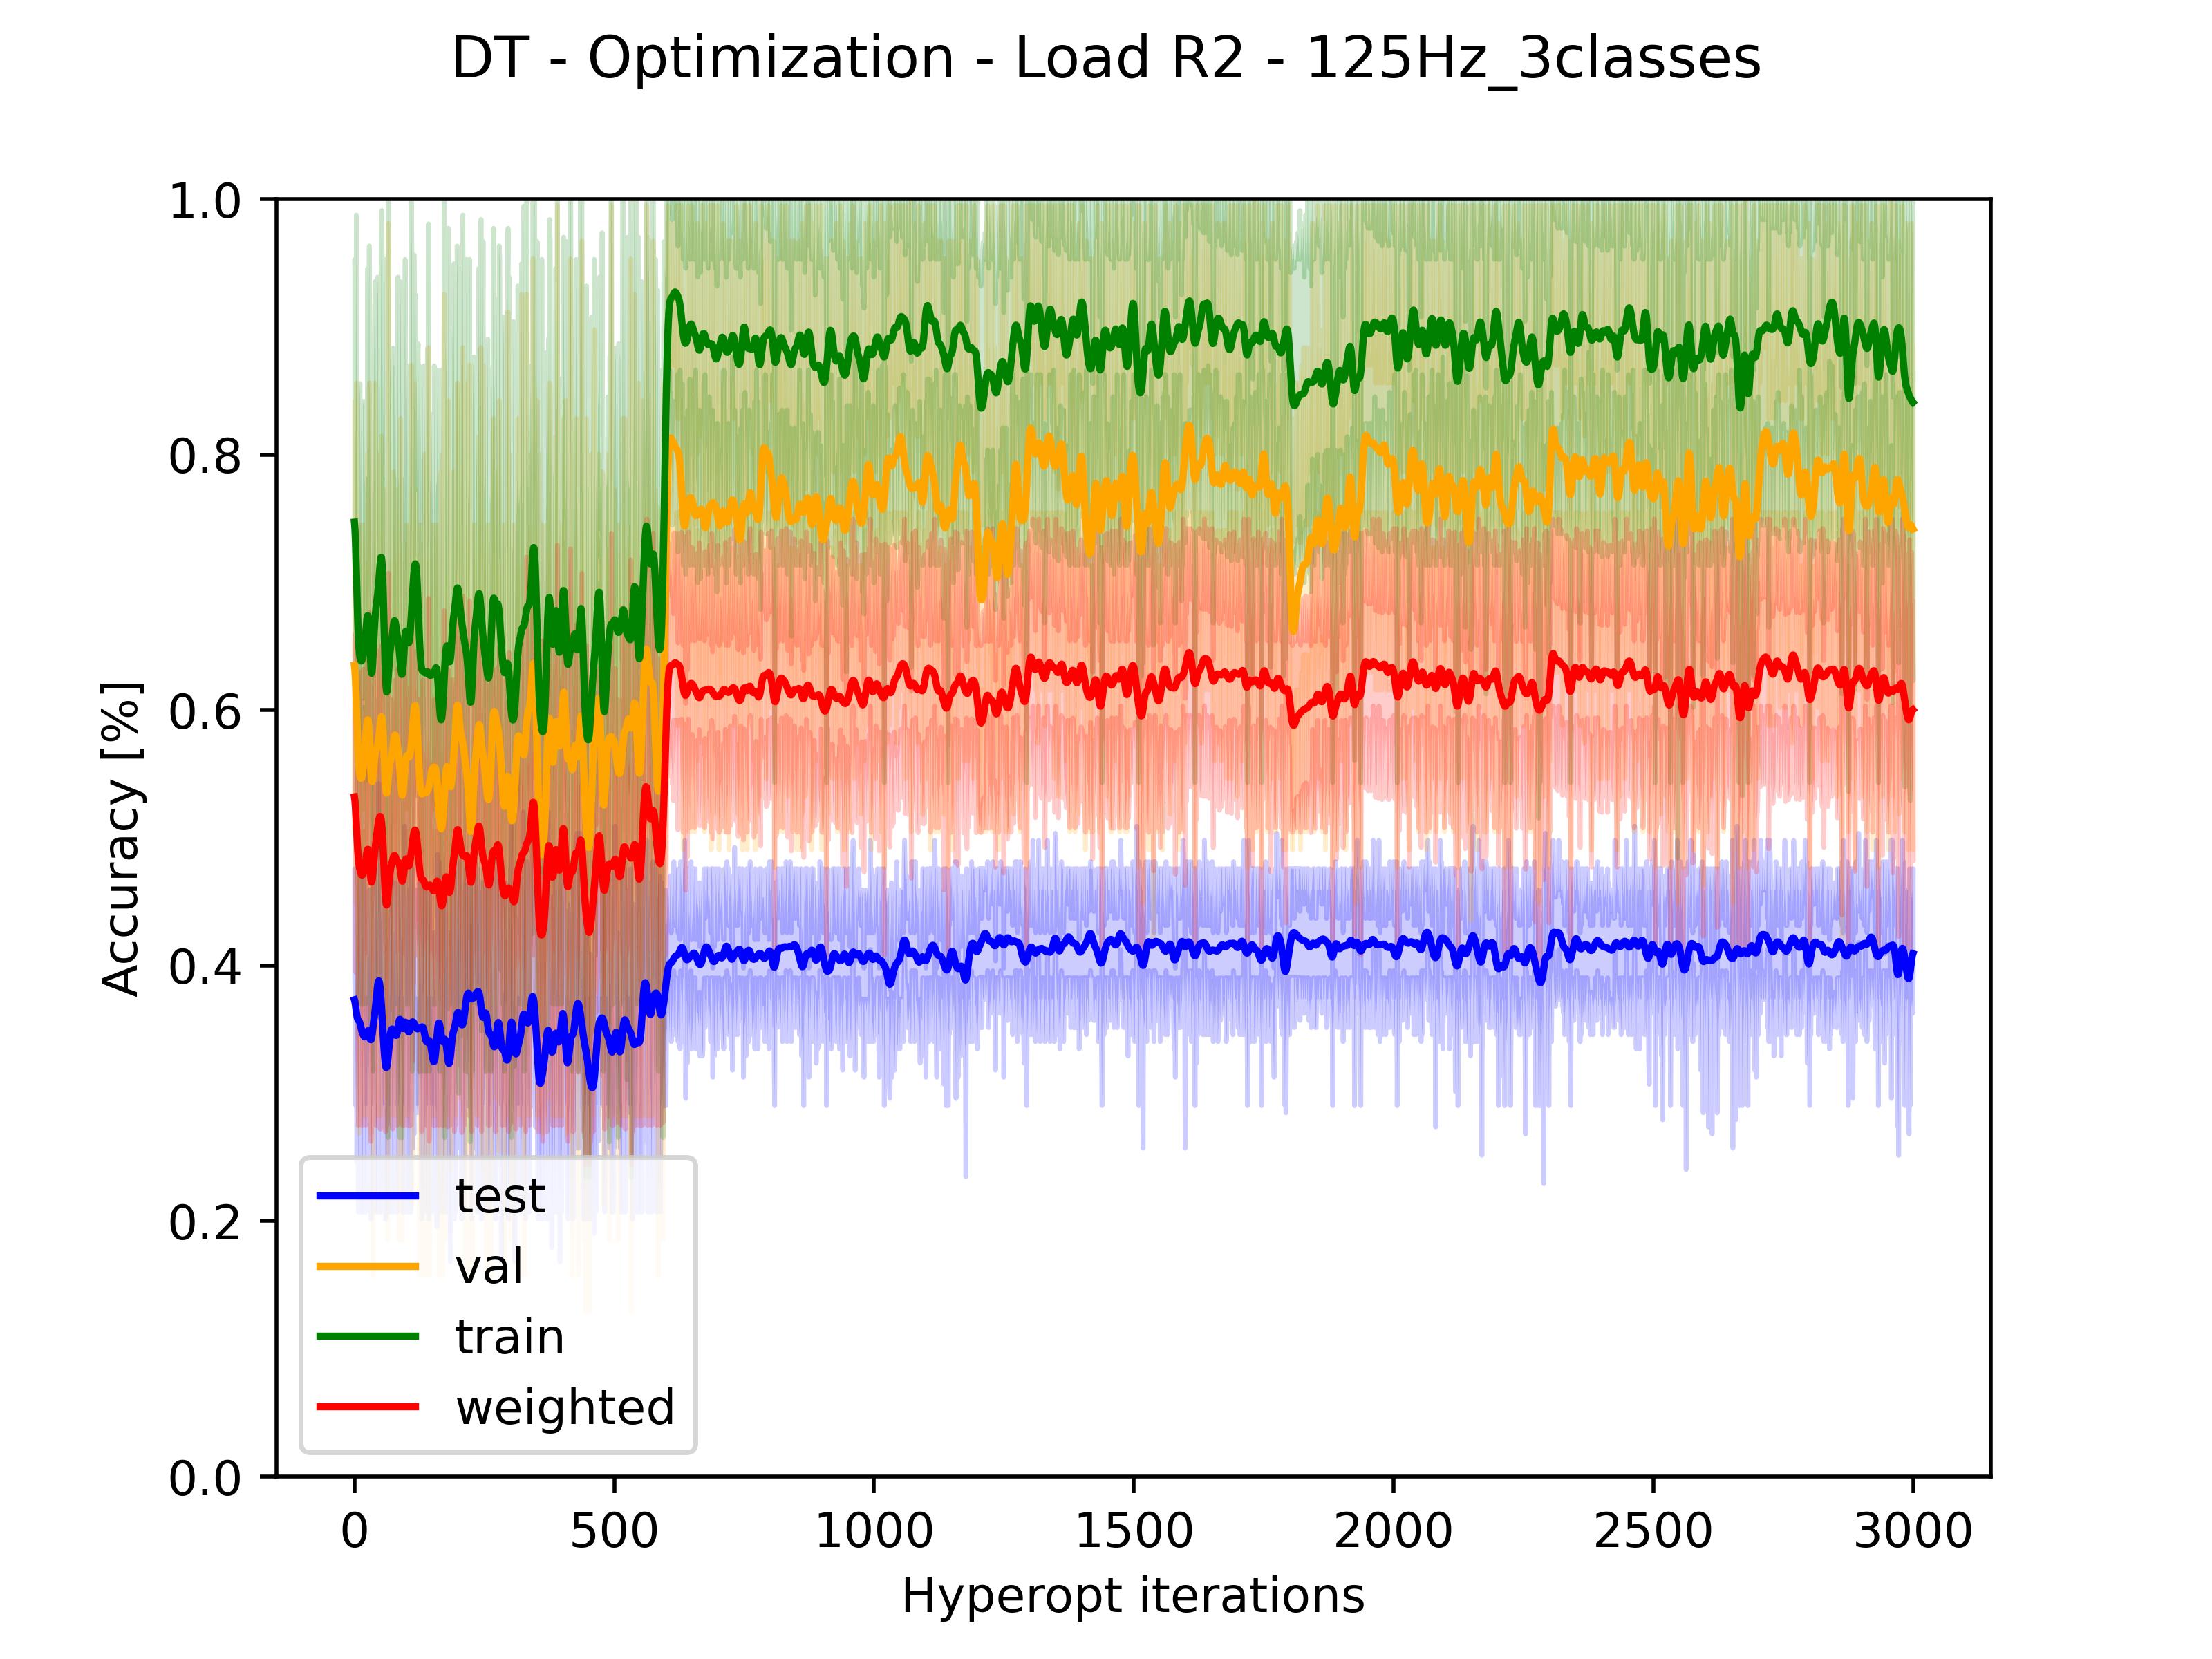 DT - Optimization - Load R2 - 125Hz_3classes
1.0
0.8
0.6
0.4
0.2
0.0
Accuracy [%]
test
val
train
weighted
0 500 1000 1500 2000 2500 3000
Hyperopt iterations